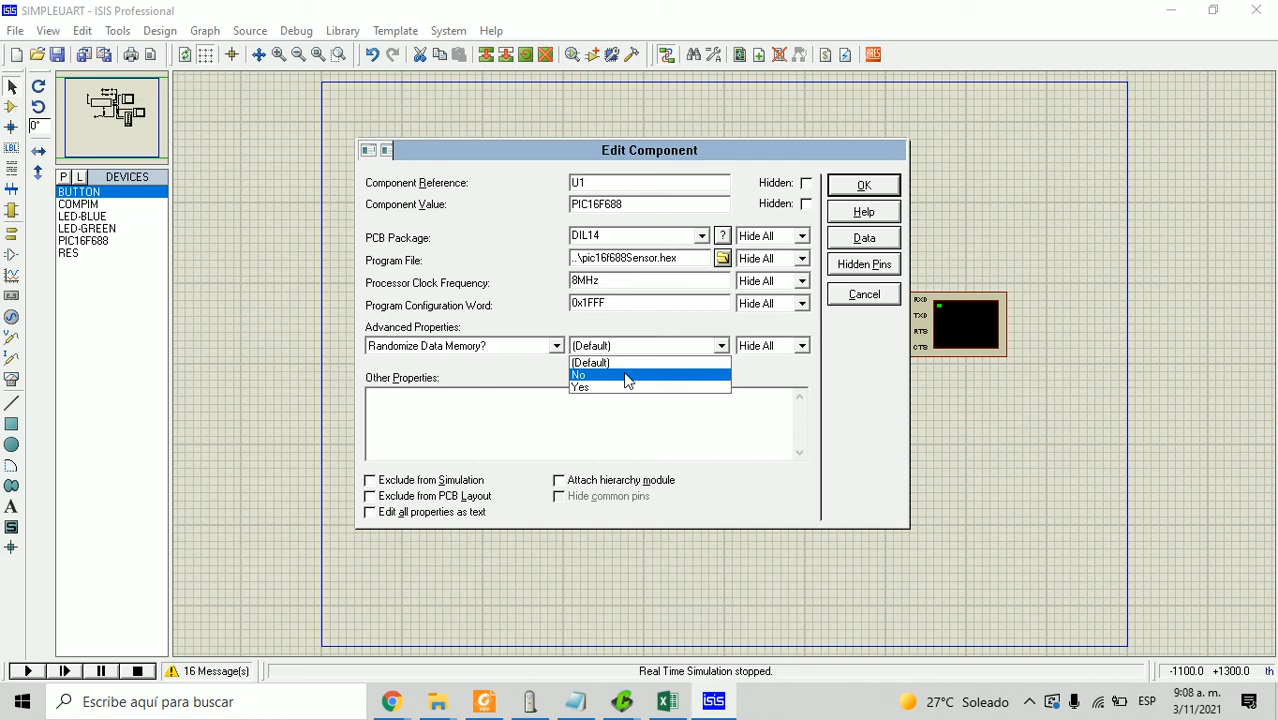 SIMPLEUART - ISIS Professional
File View Edit Tools Design Graph Source Debug Library Template System Help
ARES
0°
LBL
P L DEVICES
BUTTON
COMPIM
LED-BLUE
LED-GREEN
PIC16F688
RES
A
Edit Component
Component Reference: U1 Hidden:
Component Value: PIC16F688 Hidden:
PCB Package: DIL14 ? Hide All
Program File: ..\pic16f688Sensor.hex Hide All
Processor Clock Frequency: 8MHz Hide All
Program Configuration Word: 0x1FFF Hide All
Advanced Properties:
Randomize Data Memory? (Default) Hide All
(Default)
No
Yes
Other Properties:
Exclude from Simulation
Exclude from PCB Layout
Edit all properties as text
Attach hierarchy module
Hide common pins
OK
Help
Data
Hidden Pins
Cancel
RXD
TXD
RTS
CTS
16 Message(s) Real Time Simulation stopped. -1100.0 +1300.0 th
Escribe aquí para buscar
isis
27°C Soleado
ESP
9:08 a. m.
3/11/2021